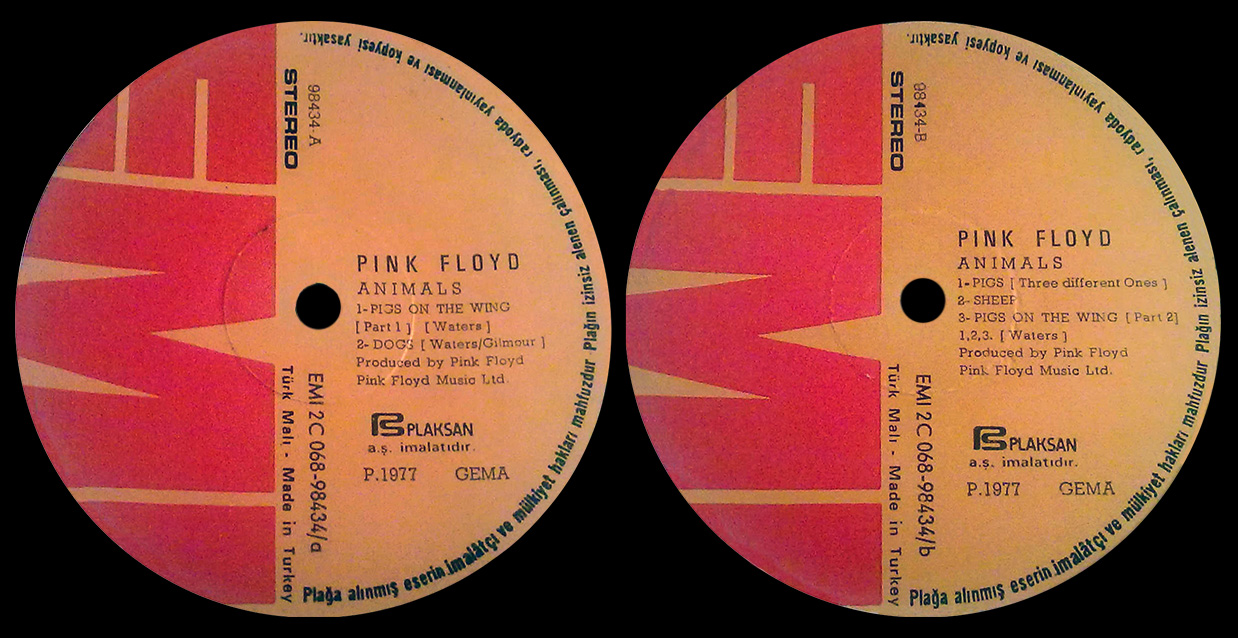 STEREO
98434-A
PINK FLOYD
ANIMALS
1- PIGS ON THE WING
[ Part 1 ] [ Waters ]
2- DOGS [ Waters/Gilmour ]
Produced by Pink Floyd
Pink Floyd Music Ltd.
PLAKSAN
a.ş. imalatıdır.
P.1977 GEMA
EMI 2C 068-98434/a
Türk Malı - Made in Turkey
Plağa alınmış eserin imalâtçı ve mülkiyet hakları mahfuzdur Plağın izinsiz alenen çalınması, radyoda yayınlanması ve kopyesi yasaktır.
STEREO
98434-B
PINK FLOYD
ANIMALS
1- PIGS [ Three different Ones ]
2- SHEEP
3- PIGS ON THE WING [ Part 2]
1,2,3. [ Waters ]
Produced by Pink Floyd
Pink Floyd Music Ltd.
PLAKSAN
a.ş. imalatıdır.
P.1977 GEMA
EMI 2C 068-98434/b
Türk Malı - Made in Turkey
Plağa alınmış eserin imalâtçı ve mülkiyet hakları mahfuzdur Plağın izinsiz alenen çalınması, radyoda yayınlanması ve kopyesi yasaktır.